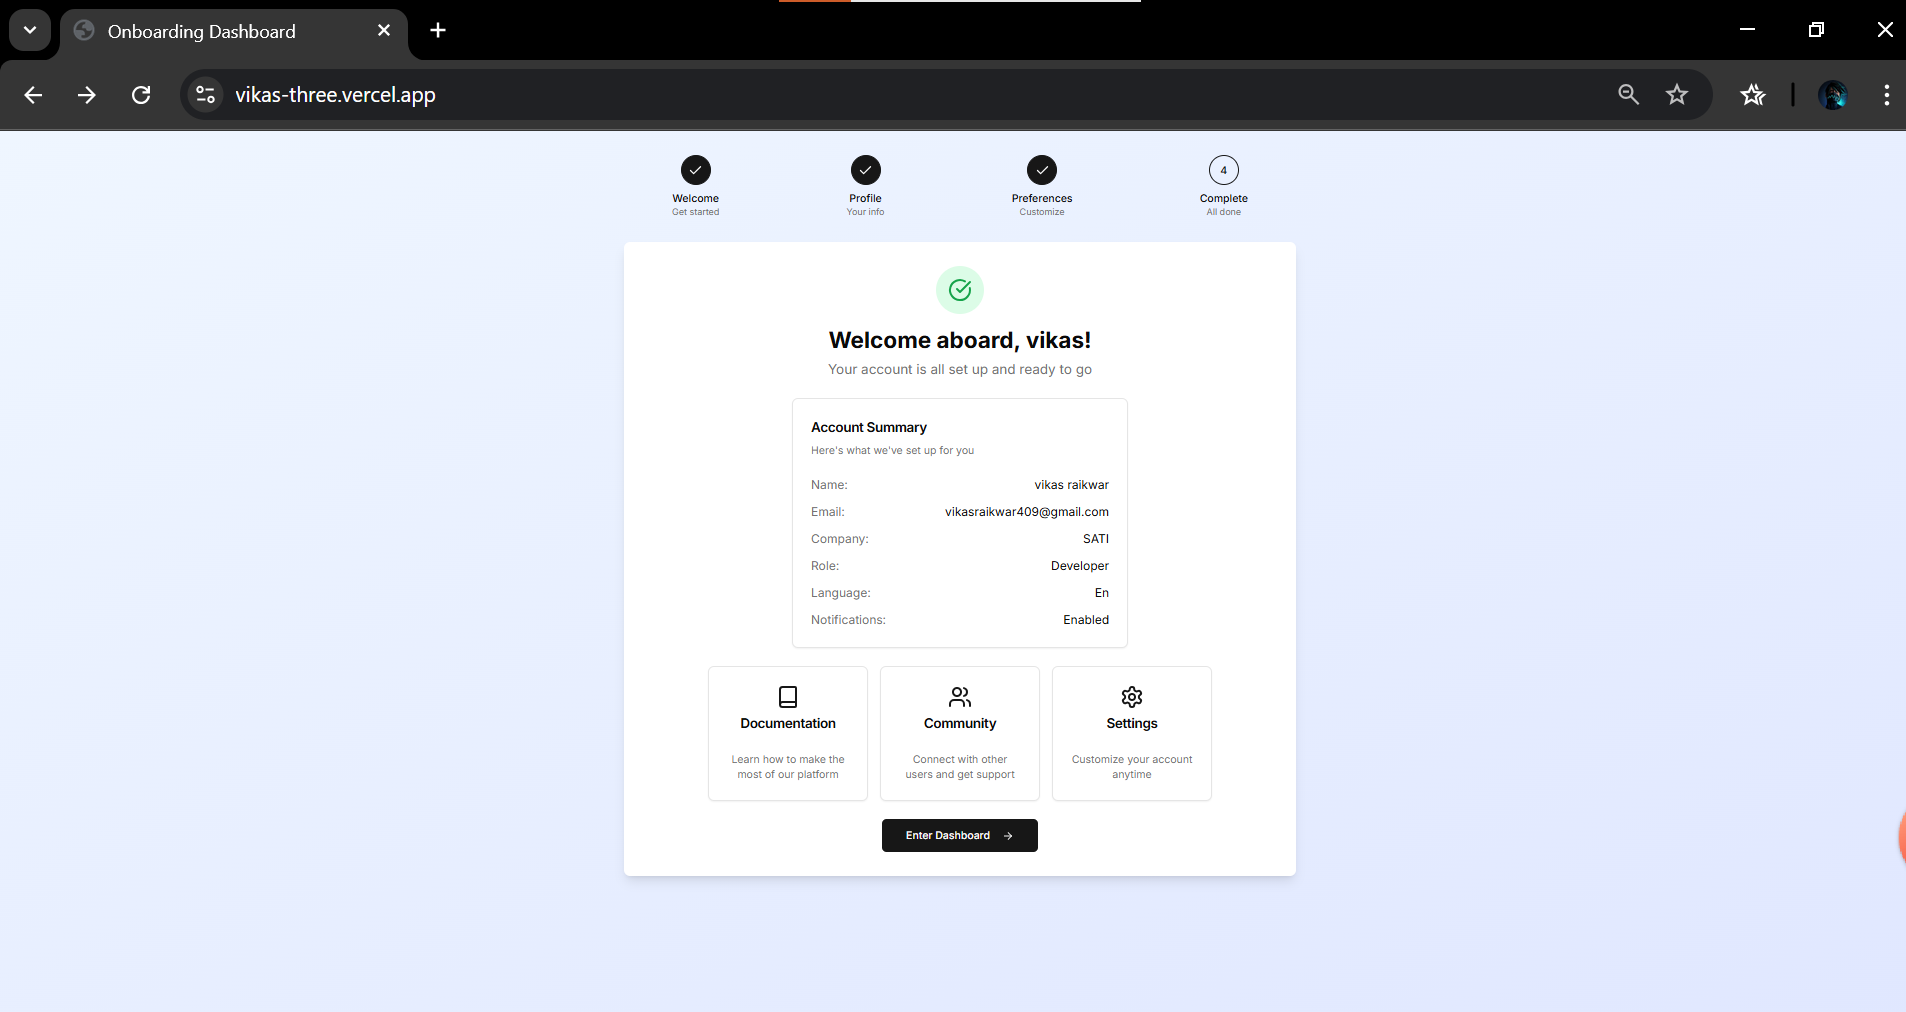 Onboarding Dashboard
vikas-three.vercel.app
4
Welcome Profile Preferences Complete
Get started Your info Customize All done
Welcome aboard, vikas!
Your account is all set up and ready to go
Account Summary
Here's what we've set up for you
Name: vikas raikwar
Email: vikasraikwar409@gmail.com
Company: SATI
Role: Developer
Language: En
Notifications: Enabled
Documentation
Learn how to make the
most of our platform
Community
Connect with other
users and get support
Settings
Customize your account
anytime
Enter Dashboard